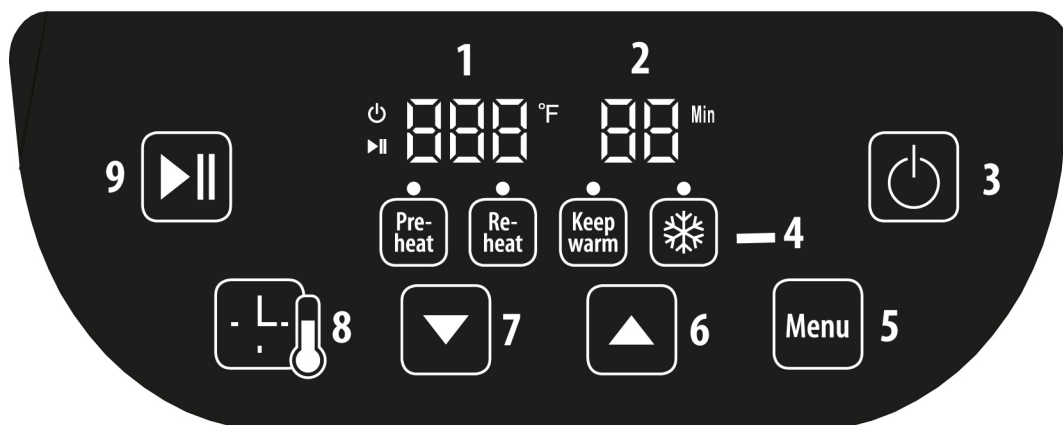 1 2
888 °F 88 Min
9 3
Pre-
heat
Re-
heat
Keep
warm
4
8 7 6 Menu 5